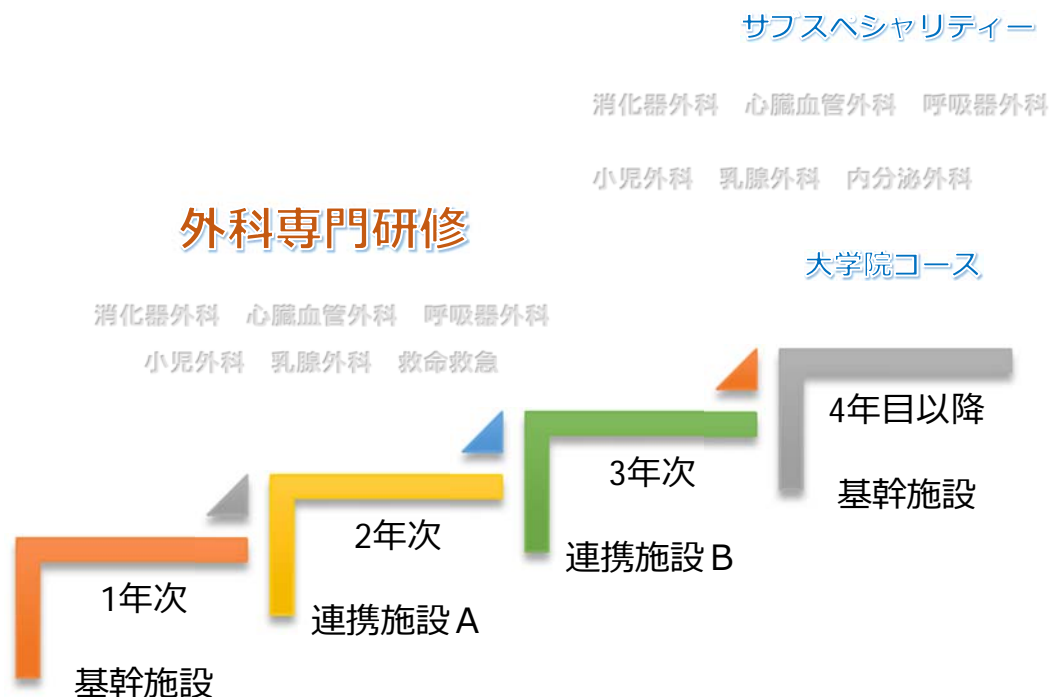 サブスペシャリティー
消化器外科 心臓血管外科 呼吸器外科
小児外科 乳腺外科 内分泌外科
外科専門研修
大学院コース
消化器外科 心臓血管外科 呼吸器外科
小児外科 乳腺外科 救命救急
4年目以降
基幹施設
3年次
連携施設B
2年次
連携施設A
1年次
基幹施設